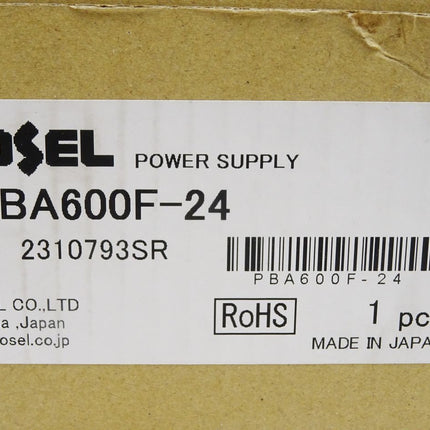 OSEL POWER SUPPLY
BA600F-24
2310793SR
PBA600F-24
L CO.,LTD
a ,Japan
osel.co.jp
RoHS
1 pc
MADE IN JAPA